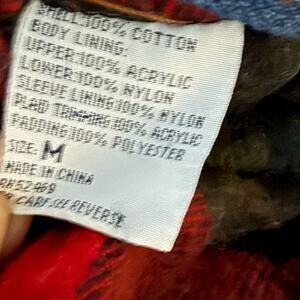 SHELL:100% COTTON
BODY LINING:
UPPER:100% ACRYLIC
LOWER:100% NYLON
SLEEVE LINING:100% NYLON
PLAID TRIMMING:100% ACRYLIC
PADDING:100% POLYESTER
SIZE: M
MADE IN CHINA
CARE:SEE REVERSE